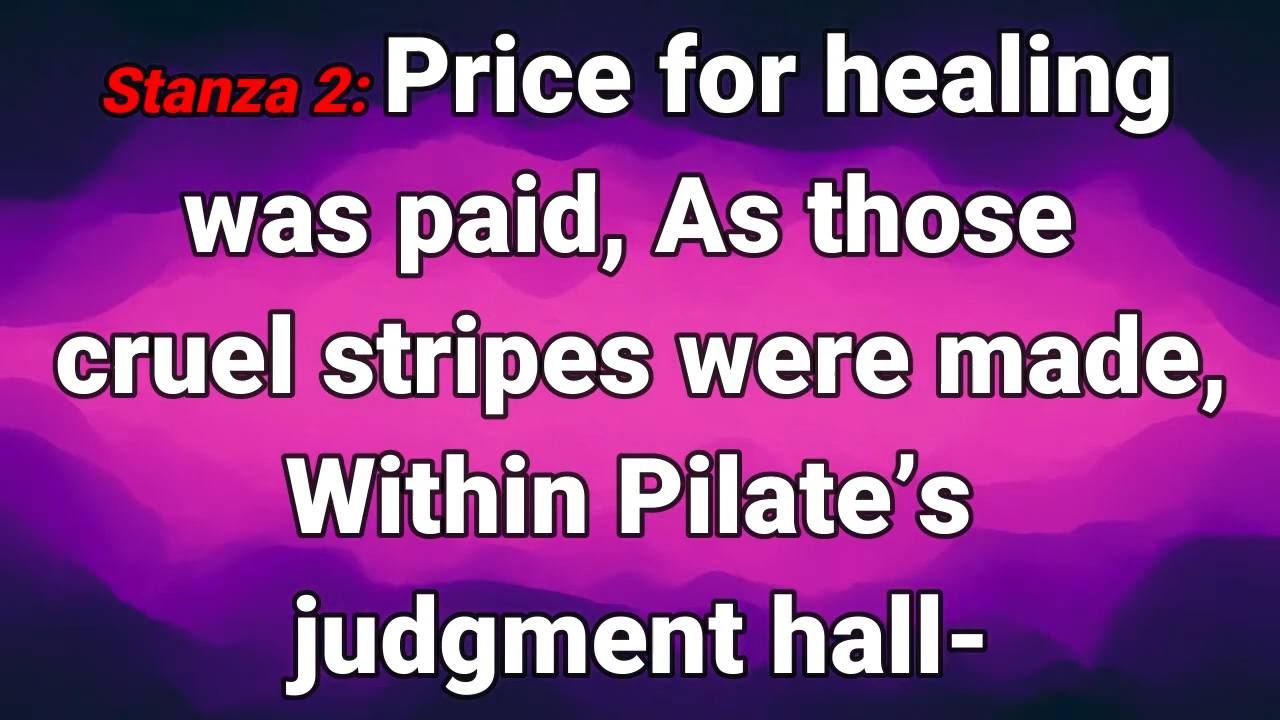 Stanza 2: Price for healing
was paid, As those
cruel stripes were made,
Within Pilate’s
judgment hall-